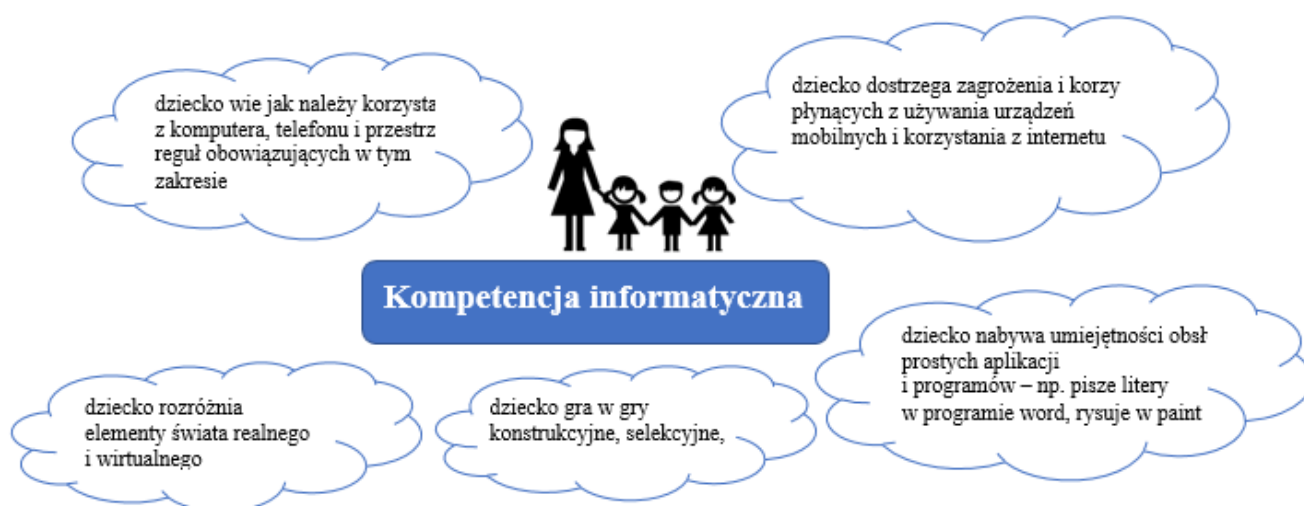 dziecko wie jak należy korzysta
z komputera, telefonu i przestrz
reguł obowiązujących w tym
zakresie
dziecko dostrzega zagrożenia i korzy
płynących z używania urządzeń
mobilnych i korzystania z internetu
Kompetencja informatyczna
dziecko nabywa umiejętności obsł
prostych aplikacji
i programów – np. pisze litery
w programie word, rysuje w paint
dziecko rozróżnia
elementy świata realnego
i wirtualnego
dziecko gra w gry
konstrukcyjne, selekcyjne,